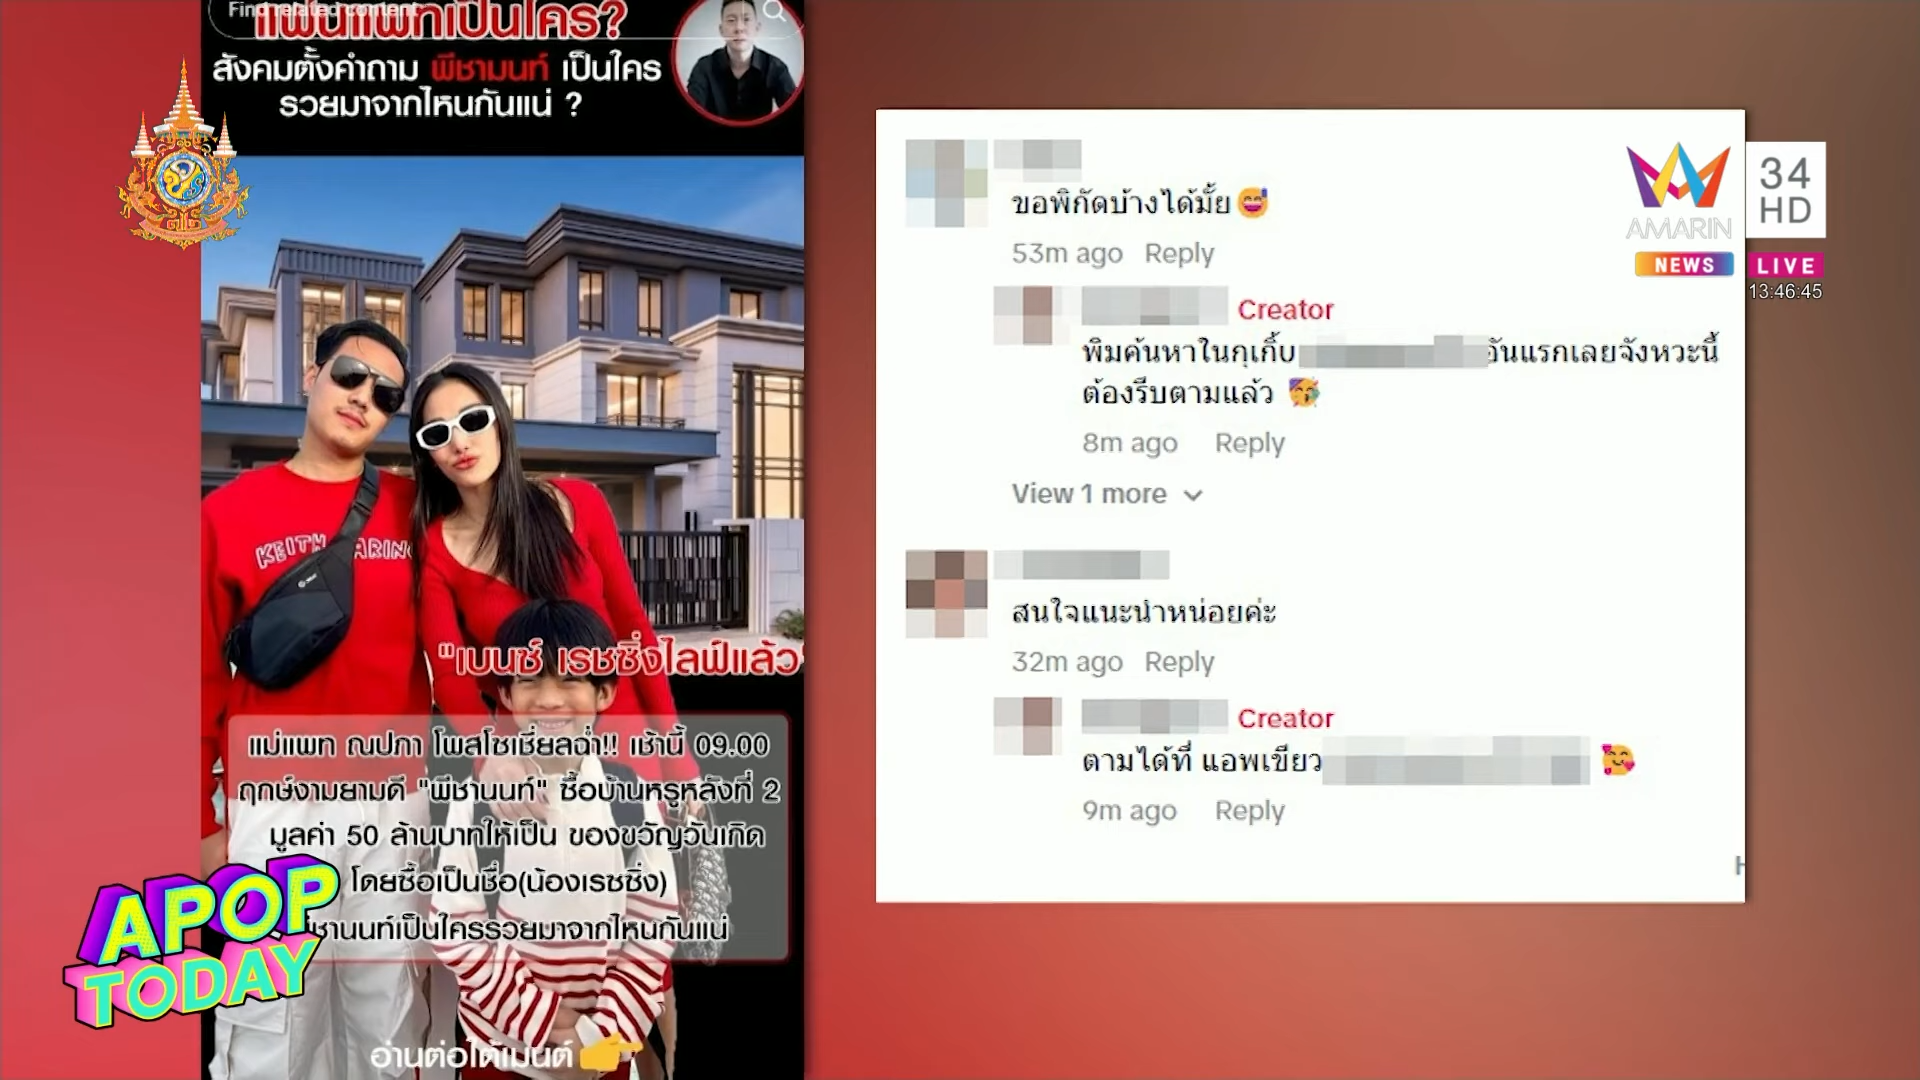 Find related content
แฟนแพทเป็นใคร?
สังคมตั้งคำถาม พีชานนท์ เป็นใคร
รวยมาจากไหนกันแน่ ?
KEITH HARING
"เบนซ์ เรซซิ่งไลฟ์แล้ว"
แม่แพท ณปภา โพสโซเชี่ยลฉ่ำ!! เช้านี้ 09.00
ฤกษ์งามยามดี "พีชานนท์" ซื้อบ้านหรูหลังที่ 2
มูลค่า 50 ล้านบาทให้เป็น ของขวัญวันเกิด
โดยซื้อเป็นชื่อ(น้องเรซซิ่ง)
ชานนท์เป็นใครรวยมาจากไหนกันแน่
อ่านต่อใต้เมนต์
APOP
TODAY
ขอพิกัดบ้างได้มั้ย
53m ago Reply
Creator
พิมค้นหาในกุเกิ้บ อันแรกเลยจังหวะนี้
ต้องรีบตามแล้ว
8m ago Reply
View 1 more
สนใจแนะนำหน่อยค่ะ
32m ago Reply
Creator
ตามได้ที่ แอพเขียว
9m ago Reply
AMARIN
34
HD
NEWS
LIVE
13:46:45